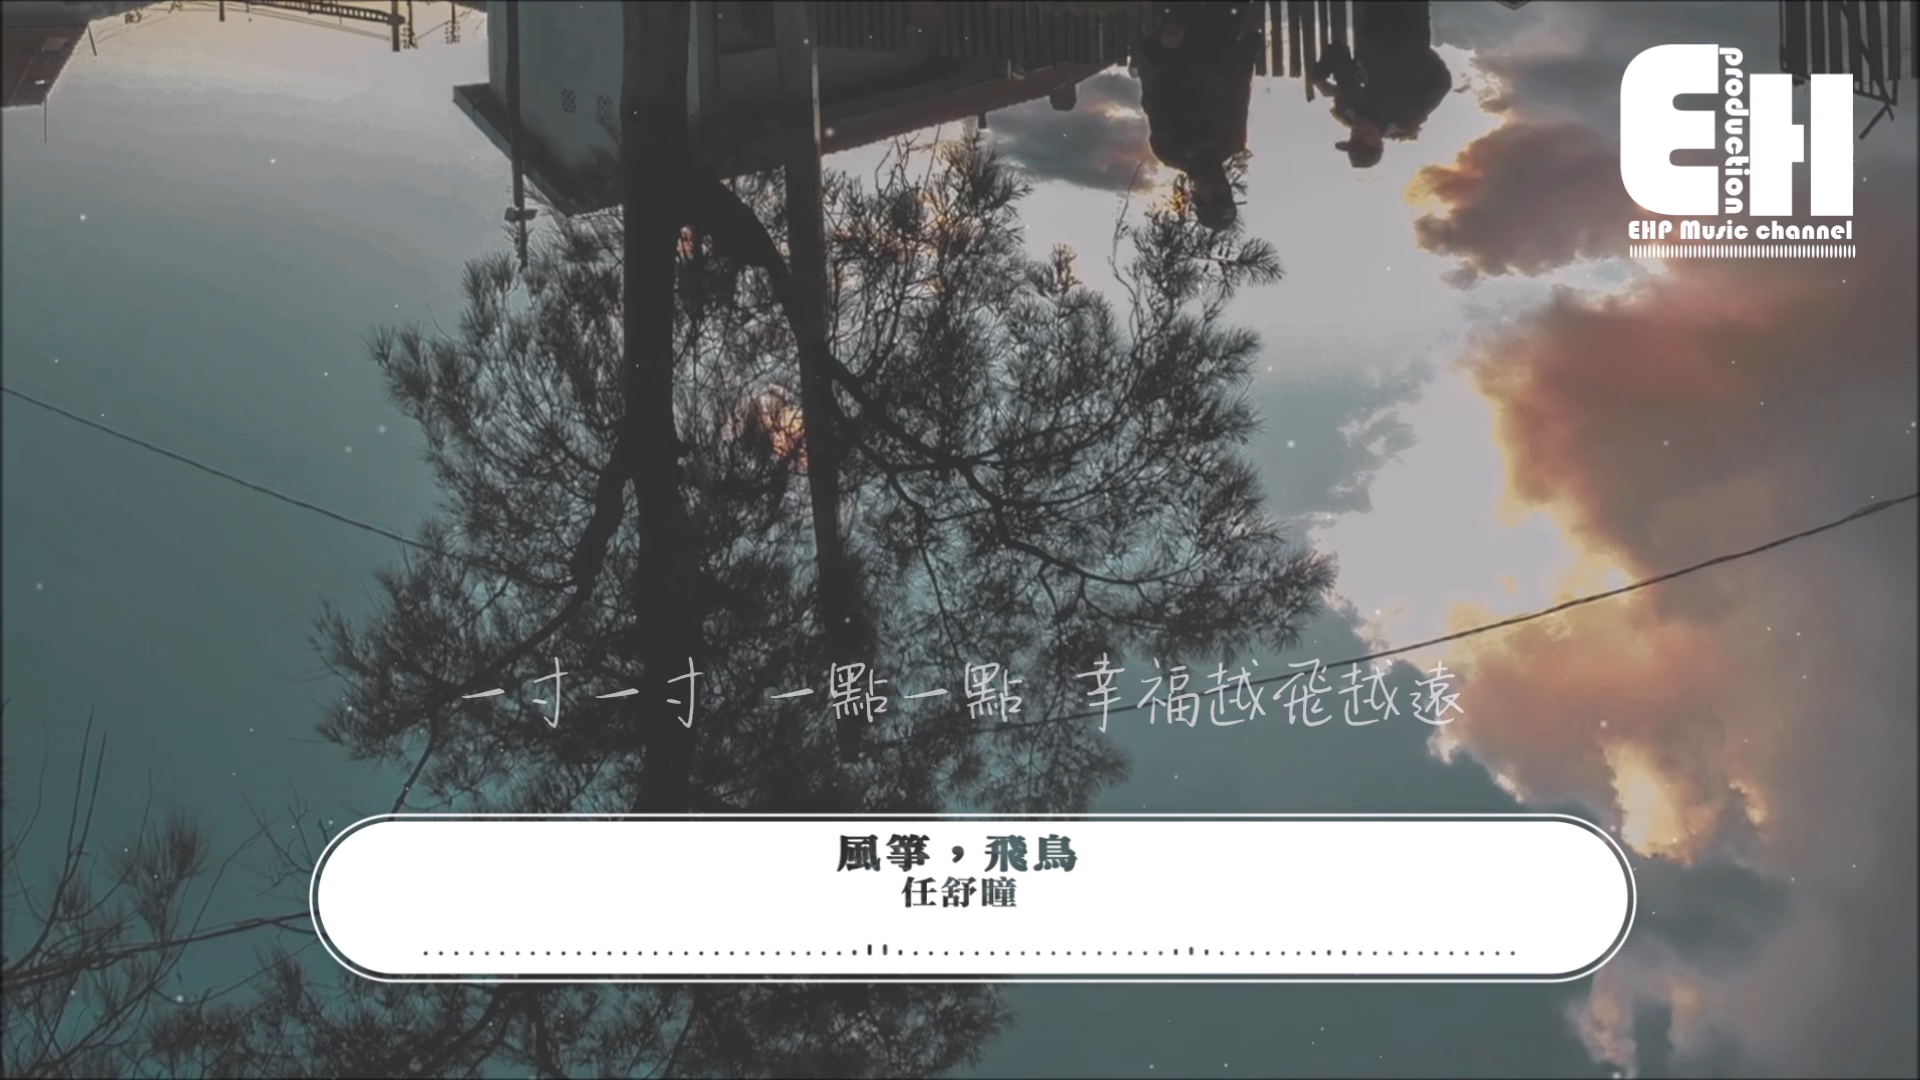 production
EH
EHP Music channel
一寸一寸 一點一點 幸福越飛越遠
風箏，飛鳥
任舒瞳